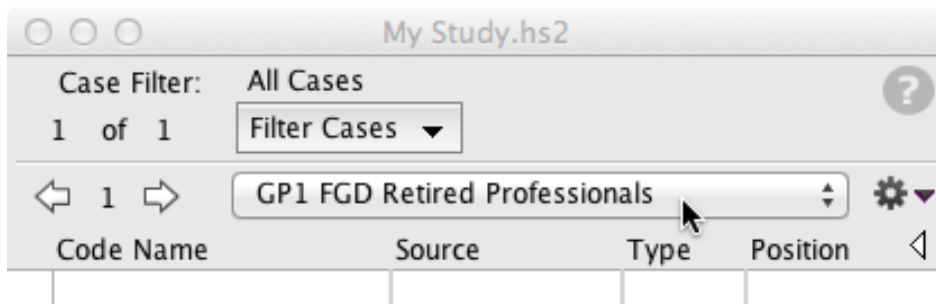 My Study.hs2
Case Filter: All Cases
?
1 of 1 Filter Cases
1 GP1 FGD Retired Professionals
Code Name Source Type Position